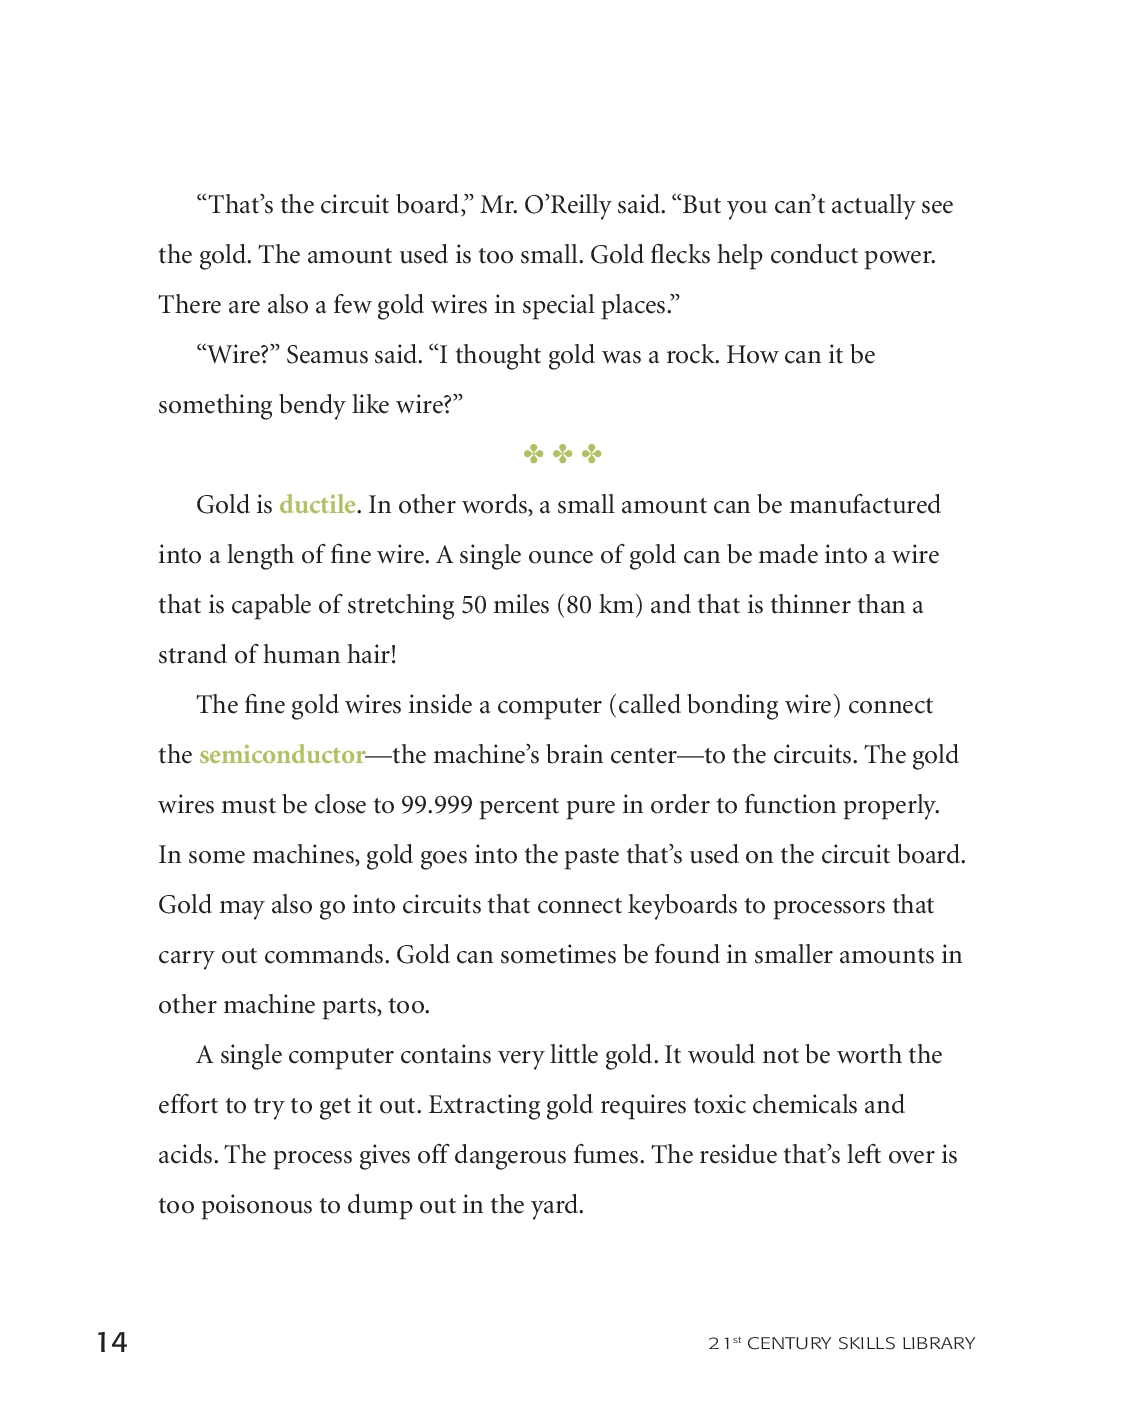 “That’s the circuit board,” Mr. O’Reilly said. “But you can’t actually see
the gold. The amount used is too small. Gold flecks help conduct power.
There are also a few gold wires in special places.”
“Wire?” Seamus said. “I thought gold was a rock. How can it be
something bendy like wire?”
Gold is ductile. In other words, a small amount can be manufactured
into a length of fine wire. A single ounce of gold can be made into a wire
that is capable of stretching 50 miles (80 km) and that is thinner than a
strand of human hair!
The fine gold wires inside a computer (called bonding wire) connect
the semiconductor—the machine’s brain center—to the circuits. The gold
wires must be close to 99.999 percent pure in order to function properly.
In some machines, gold goes into the paste that’s used on the circuit board.
Gold may also go into circuits that connect keyboards to processors that
carry out commands. Gold can sometimes be found in smaller amounts in
other machine parts, too.
A single computer contains very little gold. It would not be worth the
effort to try to get it out. Extracting gold requires toxic chemicals and
acids. The process gives off dangerous fumes. The residue that’s left over is
too poisonous to dump out in the yard.
14 21st CENTURY SKILLS LIBRARY